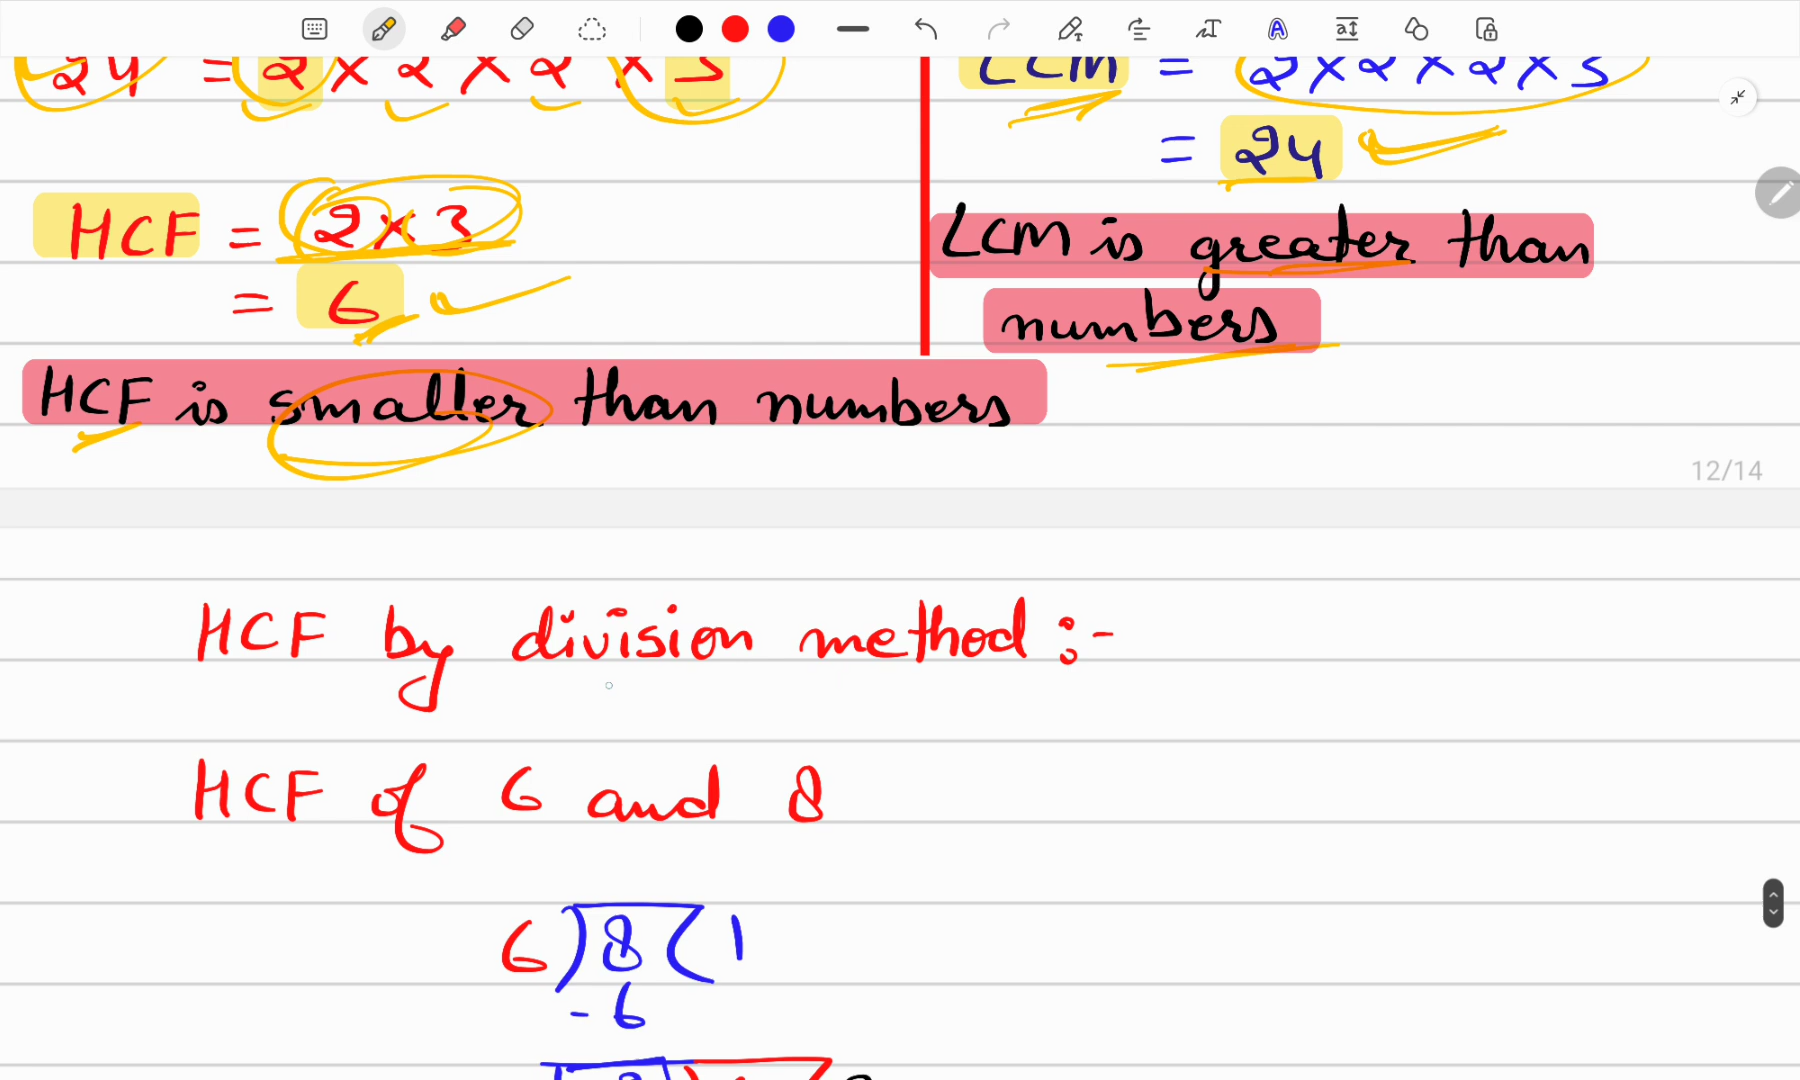 24 = 2 × 2 × 2 × 3
HCF = 2 × 3
= 6
HCF is smaller than numbers
LCM = 2 × 2 × 2 × 3
= 24
LCM is greater than
numbers
12/14
HCF by division method :-
HCF of 6 and 8
6 ) 8 ( 1
- 6